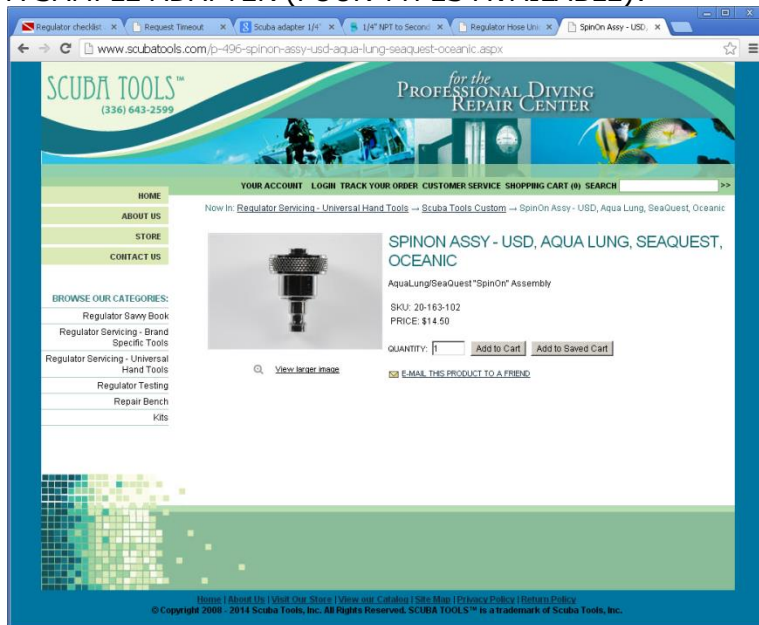 A SAMPLE ADAPTER (FOUR TYPES AVAILABLE):
Regulator checklist
Request Timeout
Scuba adapter 1/4"
1/4" NPT to Second
Regulator Hose Uni
SpinOn Assy - USD,
www.scubatools.com/p-496-spinon-assy-usd-aqua-lung-seaquest-oceanic.aspx
SCUBA TOOLS™
(336) 643-2599
for the
PROFESSIONAL DIVING
REPAIR CENTER
YOUR ACCOUNT LOGIN TRACK YOUR ORDER CUSTOMER SERVICE SHOPPING CART (0) SEARCH >>
HOME
ABOUT US
STORE
CONTACT US
BROWSE OUR CATEGORIES:
Regulator Savvy Book
Regulator Servicing - Brand
Specific Tools
Regulator Servicing - Universal
Hand Tools
Regulator Testing
Repair Bench
Kits
Now In: Regulator Servicing - Universal Hand Tools → Scuba Tools Custom → SpinOn Assy - USD, Aqua Lung, SeaQuest, Oceanic
SPINON ASSY - USD, AQUA LUNG, SEAQUEST,
OCEANIC
AquaLung/SeaQuest "SpinOn" Assembly
SKU: 20-163-102
PRICE: $14.50
QUANTITY: 1 Add to Cart Add to Saved Cart
View larger image
E-MAIL THIS PRODUCT TO A FRIEND
Home | About Us | Visit Our Store | View our Catalog | Site Map | Privacy Policy | Return Policy
© Copyright 2000 - 2014 Scuba Tools, Inc. All Rights Reserved. SCUBA TOOLS™ is a trademark of Scuba Tools, Inc.